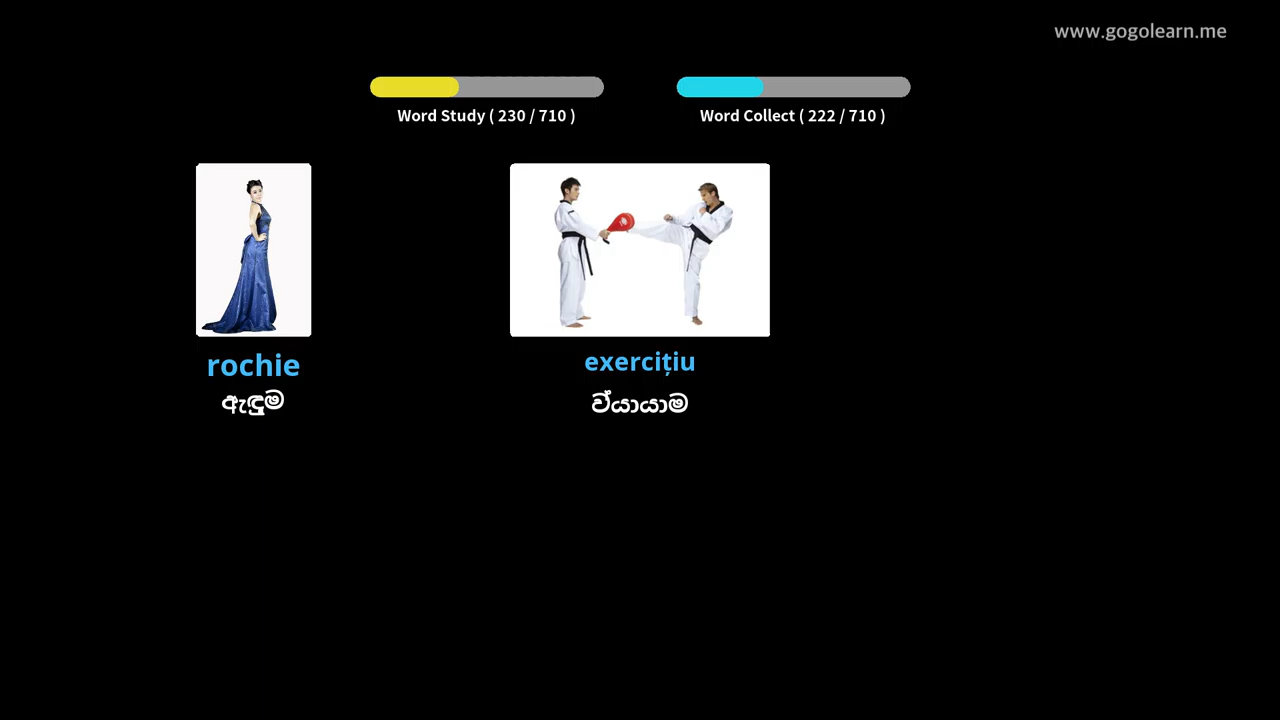 www.gogolearn.me
Word Study ( 230 / 710 )
Word Collect ( 222 / 710 )
rochie
ඇඳුම
exercițiu
ව්යායාම